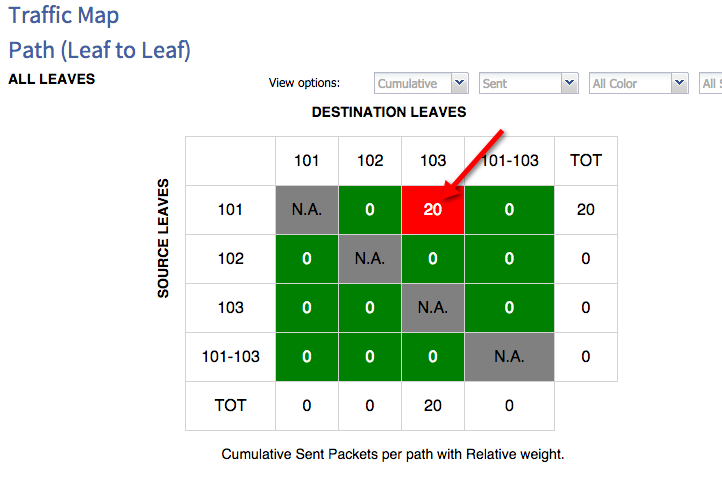 Traffic Map
Path (Leaf to Leaf)
ALL LEAVES
View options: Cumulative Sent All Color All
DESTINATION LEAVES
SOURCE LEAVES
101 102 103 101-103 TOT
101 N.A. 0 20 0 20
102 0 N.A. 0 0 0
103 0 0 N.A. 0 0
101-103 0 0 0 N.A. 0
TOT 0 0 20 0
Cumulative Sent Packets per path with Relative weight.